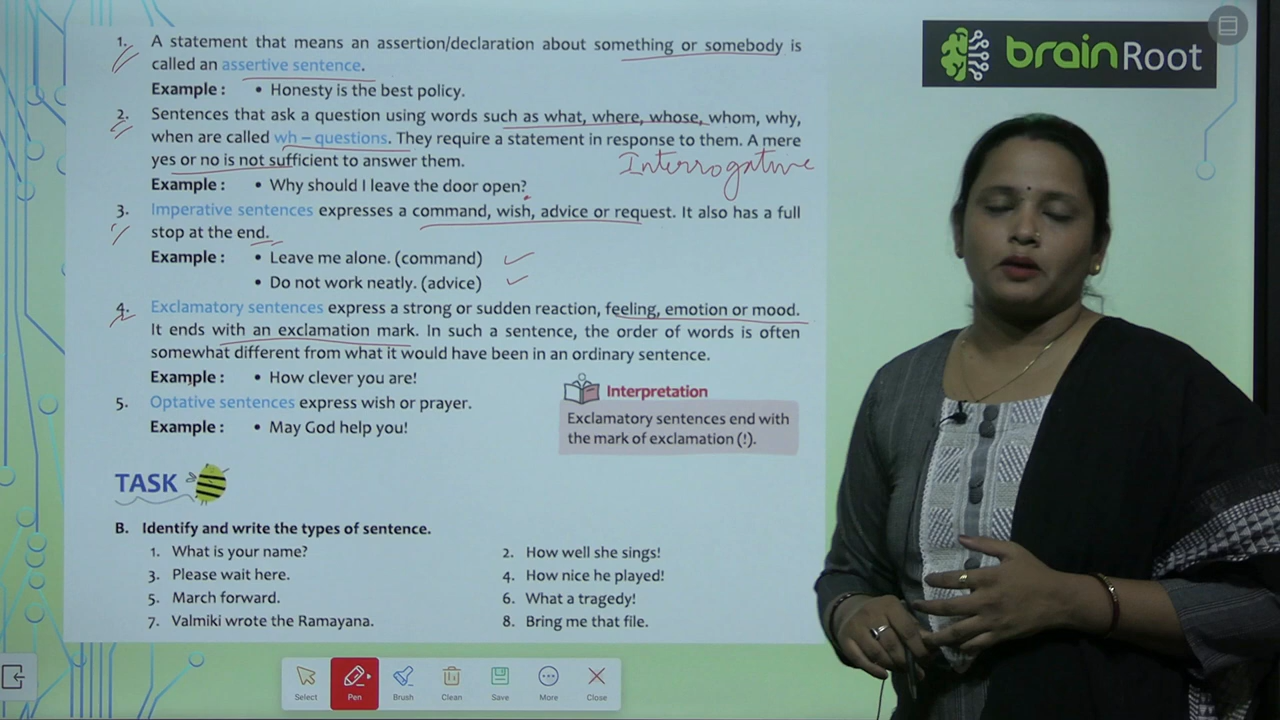 1. A statement that means an assertion/declaration about something or somebody is
called an assertive sentence.
Example : • Honesty is the best policy.
2. Sentences that ask a question using words such as what, where, whose, whom, why,
when are called wh – questions. They require a statement in response to them. A mere
yes or no is not sufficient to answer them.
Interrogative
Example : • Why should I leave the door open?
3. Imperative sentences expresses a command, wish, advice or request. It also has a full
stop at the end.
Example : • Leave me alone. (command)
• Do not work neatly. (advice)
4. Exclamatory sentences express a strong or sudden reaction, feeling, emotion or mood.
It ends with an exclamation mark. In such a sentence, the order of words is often
somewhat different from what it would have been in an ordinary sentence.
Example : • How clever you are!
5. Optative sentences express wish or prayer.
Example : • May God help you!
Interpretation
Exclamatory sentences end with
the mark of exclamation (!).
TASK
B. Identify and write the types of sentence.
1. What is your name? 2. How well she sings!
3. Please wait here. 4. How nice he played!
5. March forward. 6. What a tragedy!
7. Valmiki wrote the Ramayana. 8. Bring me that file.
Select Pen Brush Clean Save More Close
brainRoot